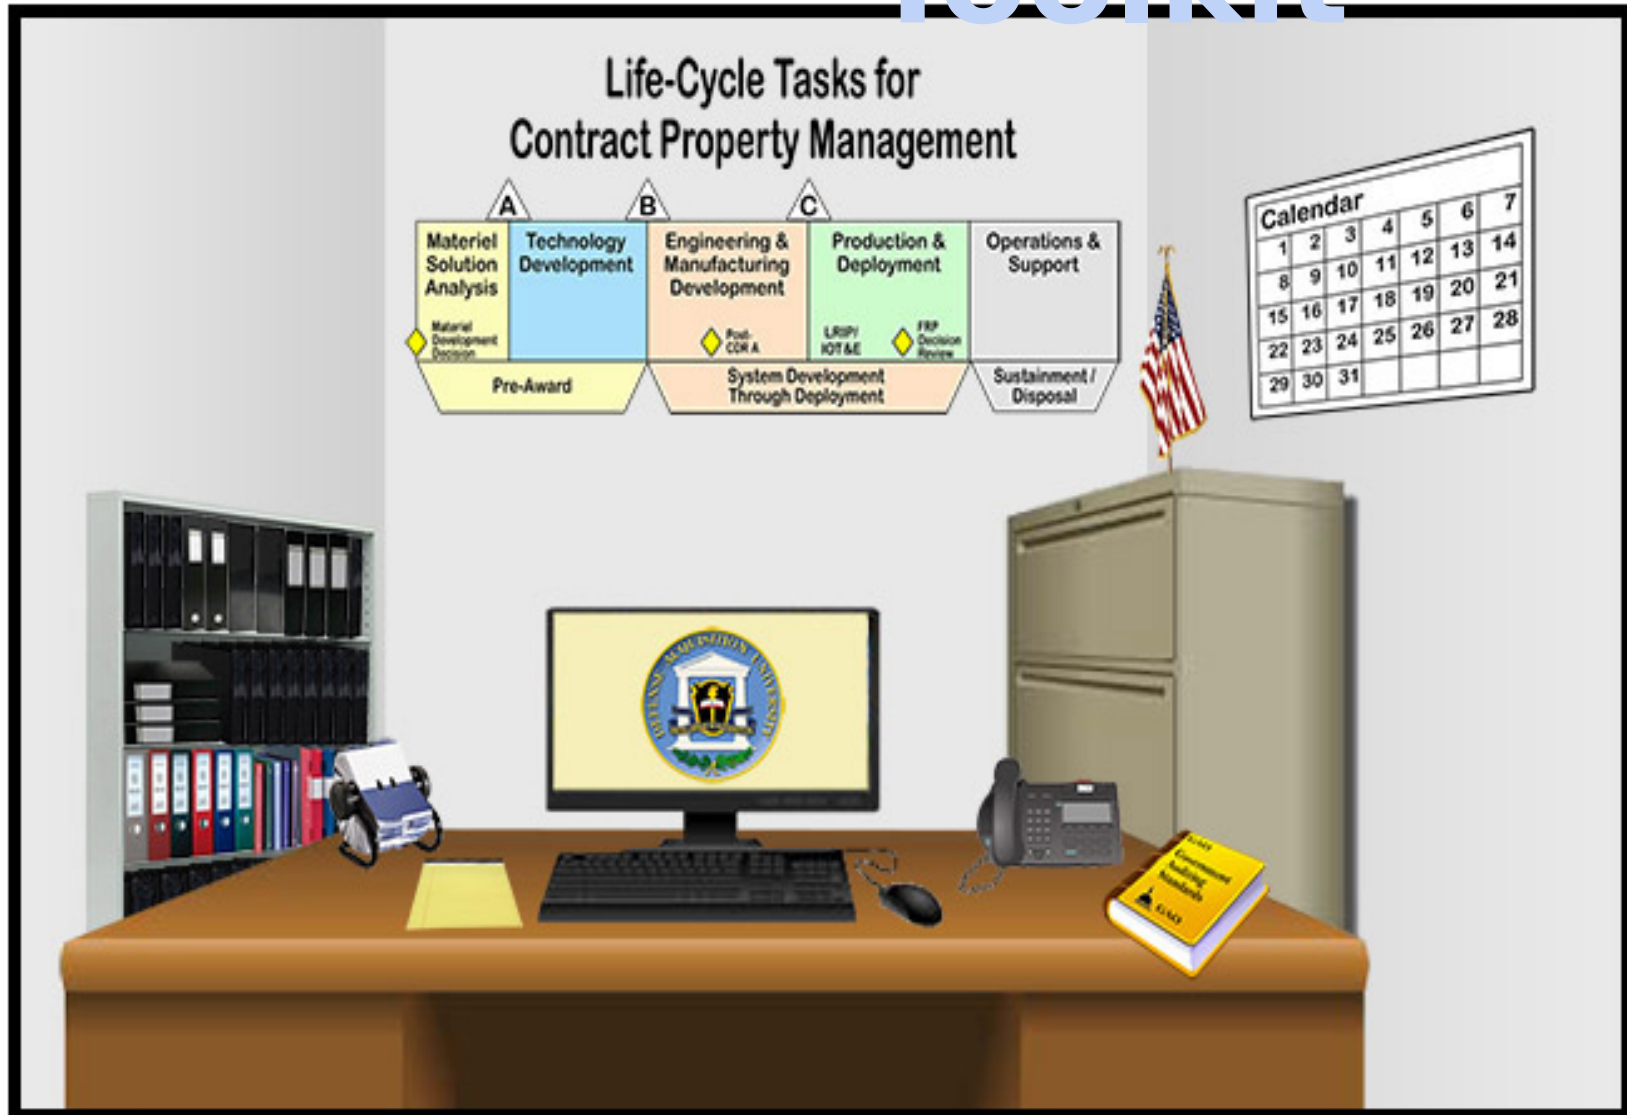 Toolkit
Life-Cycle Tasks for
Contract Property Management
A
B
C
Materiel
Solution
Analysis
Technology
Development
Engineering &
Manufacturing
Development
Production &
Deployment
Operations &
Support
Materiel
Development
Decision
Post-
CDR A
LRIP/
IOT&E
FRP
Decision
Review
Pre-Award
System Development
Through Deployment
Sustainment /
Disposal
Calendar
1 2 3 4 5 6 7
8 9 10 11 12 13 14
15 16 17 18 19 20 21
22 23 24 25 26 27 28
29 30 31
DEFENSE ACQUISITION UNIVERSITY
GAO
Government
Auditing
Standards
GAO